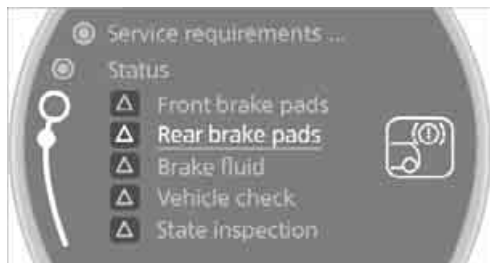 Service requirements ...
Status
Front brake pads
Rear brake pads
Brake fluid
Vehicle check
State inspection